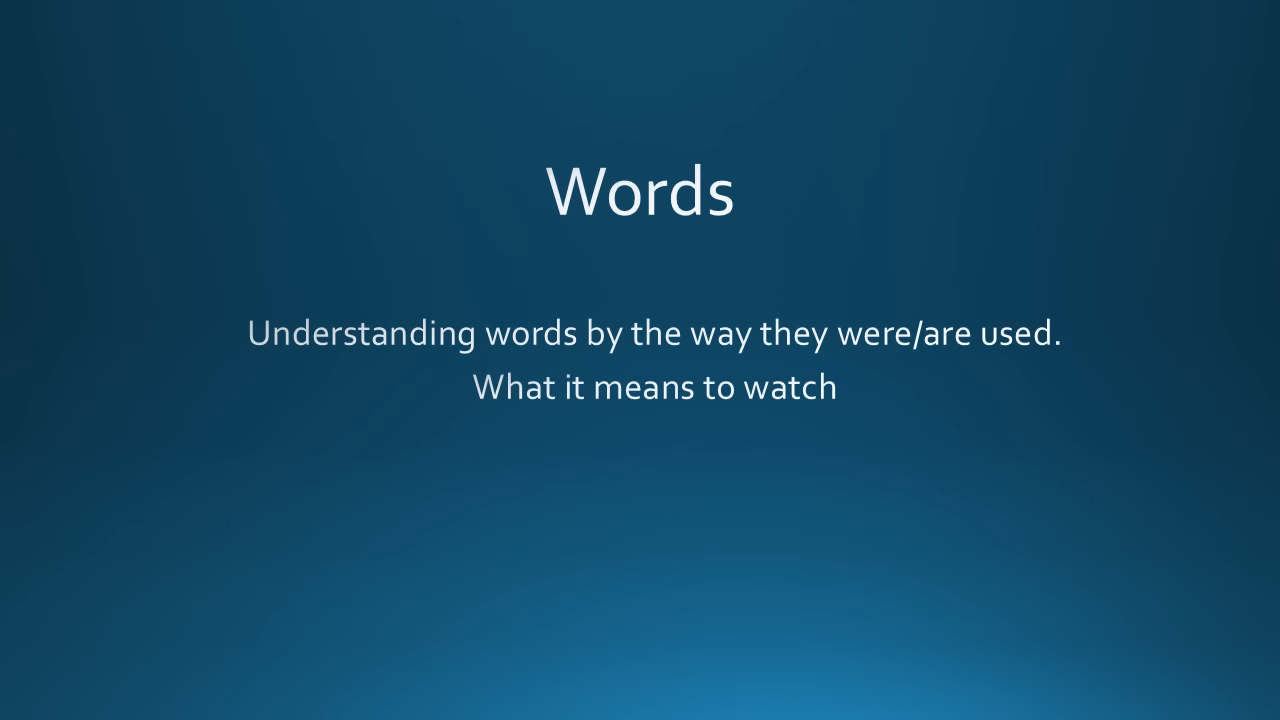 Words
Understanding words by the way they were/are used.
What it means to watch